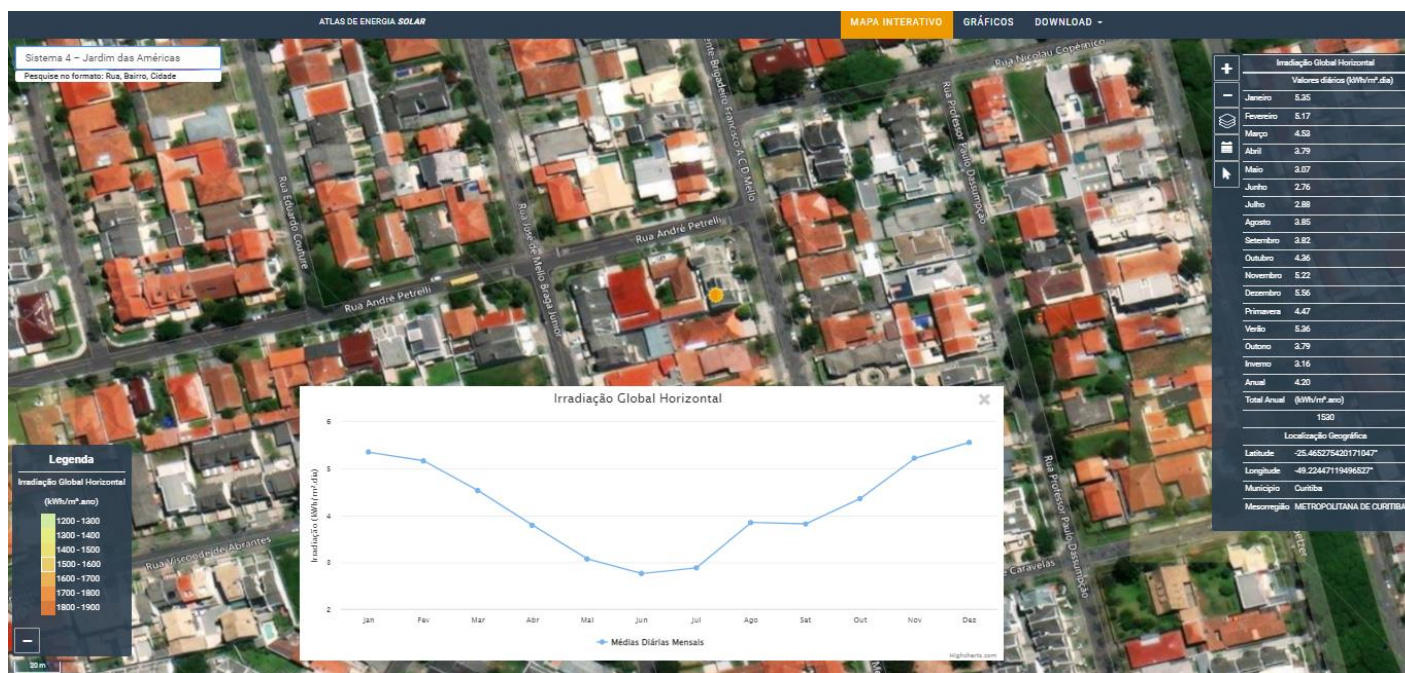 ATLAS DE ENERGIA SOLAR
MAPA INTERATIVO
GRÁFICOS
DOWNLOAD
Sistema 4 – Jardim das Américas
Pesquise no formato: Rua, Bairro, Cidade
Rua Nicolau Copérnico
Rua Eduardo Couture
Rua José de Mello Braga Junior
ente-Brigadeiro Francisco A C D Mello
Rua Professor Paulo Dassumpção
Rua André Petrelli
Rua André Petrelli
Rua Professor Paulo Dassumpção
Rua Visconde de Abrantes
Caravelas
Irradiação Global Horizontal
Valores diários (kWh/m².dia)
Janeiro 5.35
Fevereiro 5.17
Março 4.53
Abril 3.79
Maio 3.07
Junho 2.76
Julho 2.88
Agosto 3.85
Setembro 3.82
Outubro 4.36
Novembro 5.22
Dezembro 5.56
Primavera 4.47
Verão 5.36
Outono 3.79
Inverno 3.16
Anual 4.20
Total Anual (kWh/m².ano)
1530
Localização Geográfica
Latitude -25.465275420171047°
Longitude -49.22447119496527°
Município Curitiba
Mesorregião METROPOLITANA DE CURITIBA
Irradiação Global Horizontal
Irradiação (kWh/m².dia)
6
5
4
3
2
Jan Fev Mar Abr Mai Jun Jul Ago Set Out Nov Dez
Médias Diárias Mensais
Highcharts.com
Legenda
Irradiação Global Horizontal
(kWh/m².ano)
1200 - 1300
1300 - 1400
1400 - 1500
1500 - 1600
1600 - 1700
1700 - 1800
1800 - 1900
20 m